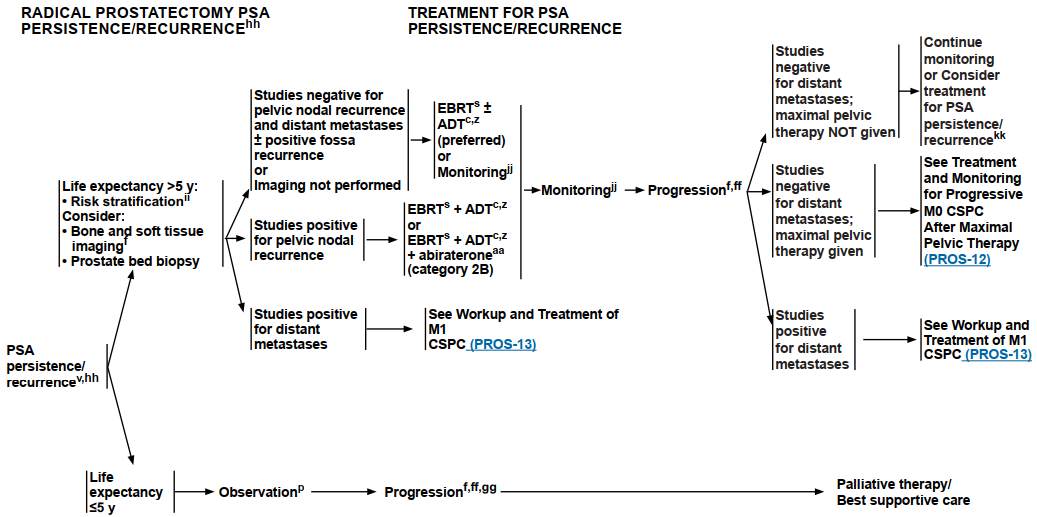 RADICAL PROSTATECTOMY PSA
PERSISTENCE/RECURRENCEhh
TREATMENT FOR PSA
PERSISTENCE/RECURRENCE
PSA
persistence/
recurrencev,hh
Life expectancy >5 y:
• Risk stratificationii
Consider:
• Bone and soft tissue
imagingf
• Prostate bed biopsy
Studies negative for
pelvic nodal recurrence
and distant metastases
± positive fossa
recurrence
or
Imaging not performed
EBRTs ±
ADTc,z
(preferred)
or
Monitoringjj
Studies positive
for pelvic nodal
recurrence
EBRTs + ADTc,z
or
EBRTs + ADTc,z
+ abirateroneaa
(category 2B)
Studies positive
for distant
metastases
See Workup and Treatment of
M1
CSPC (PROS-13)
Monitoringjj
Progressionf,ff
Studies
negative
for distant
metastases;
maximal pelvic
therapy NOT given
Continue
monitoring
or Consider
treatment
for PSA
persistence/
recurrencekk
Studies
negative
for distant
metastases;
maximal pelvic
therapy given
See Treatment
and Monitoring
for Progressive
M0 CSPC
After Maximal
Pelvic Therapy
(PROS-12)
Studies
positive
for distant
metastases
See Workup and
Treatment of M1
CSPC (PROS-13)
Life
expectancy
≤5 y
Observationp
Progressionf,ff,gg
Palliative therapy/
Best supportive care